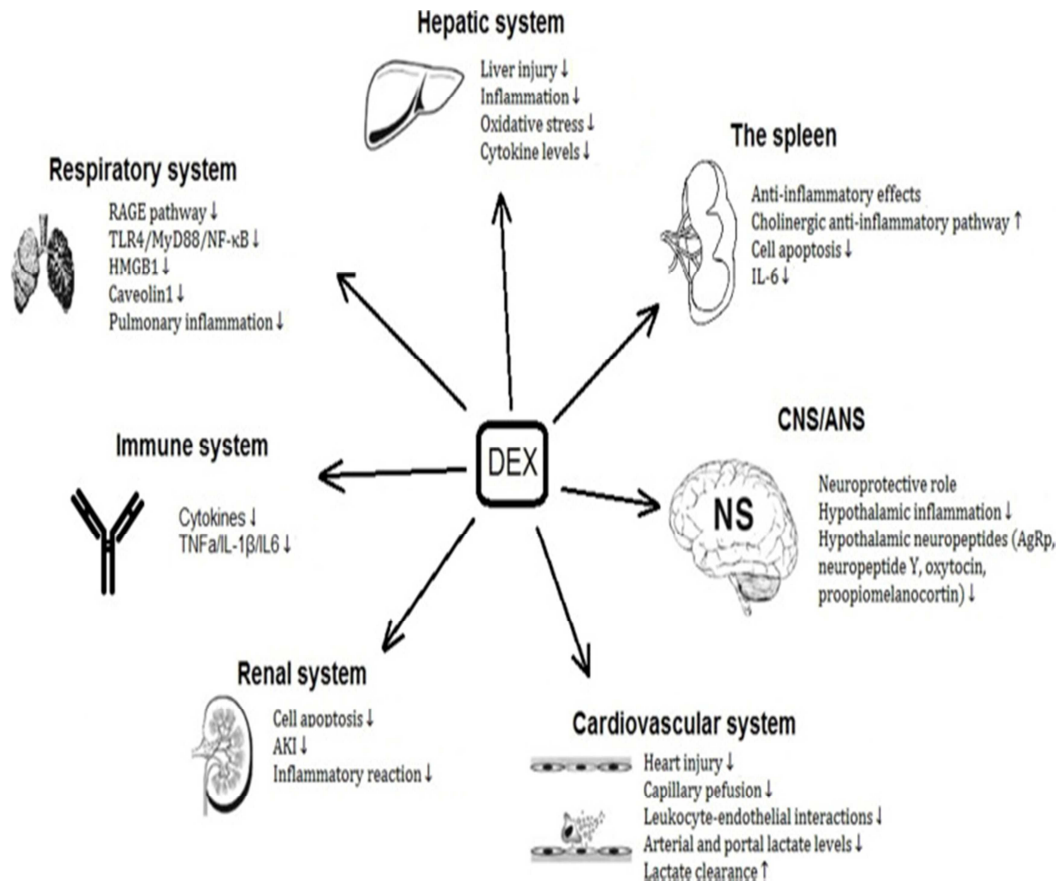 Hepatic system
Liver injury ↓
Inflammation ↓
Oxidative stress ↓
Cytokine levels ↓
The spleen
Anti-inflammatory effects
Cholinergic anti-inflammatory pathway ↑
Cell apoptosis ↓
IL-6 ↓
Respiratory system
RAGE pathway ↓
TLR4/MyD88/NF-κB ↓
HMGB1 ↓
Caveolin1 ↓
Pulmonary inflammation ↓
DEX
CNS/ANS
NS
Neuroprotective role
Hypothalamic inflammation ↓
Hypothalamic neuropeptides (AgRp,
neuropeptide Y, oxytocin,
proopiomelanocortin) ↓
Immune system
Cytokines ↓
TNFa/IL-1β/IL6 ↓
Renal system
Cell apoptosis ↓
AKI ↓
Inflammatory reaction ↓
Cardiovascular system
Heart injury ↓
Capillary pefusion ↓
Leukocyte-endothelial interactions ↓
Arterial and portal lactate levels ↓
Lactate clearance ↑